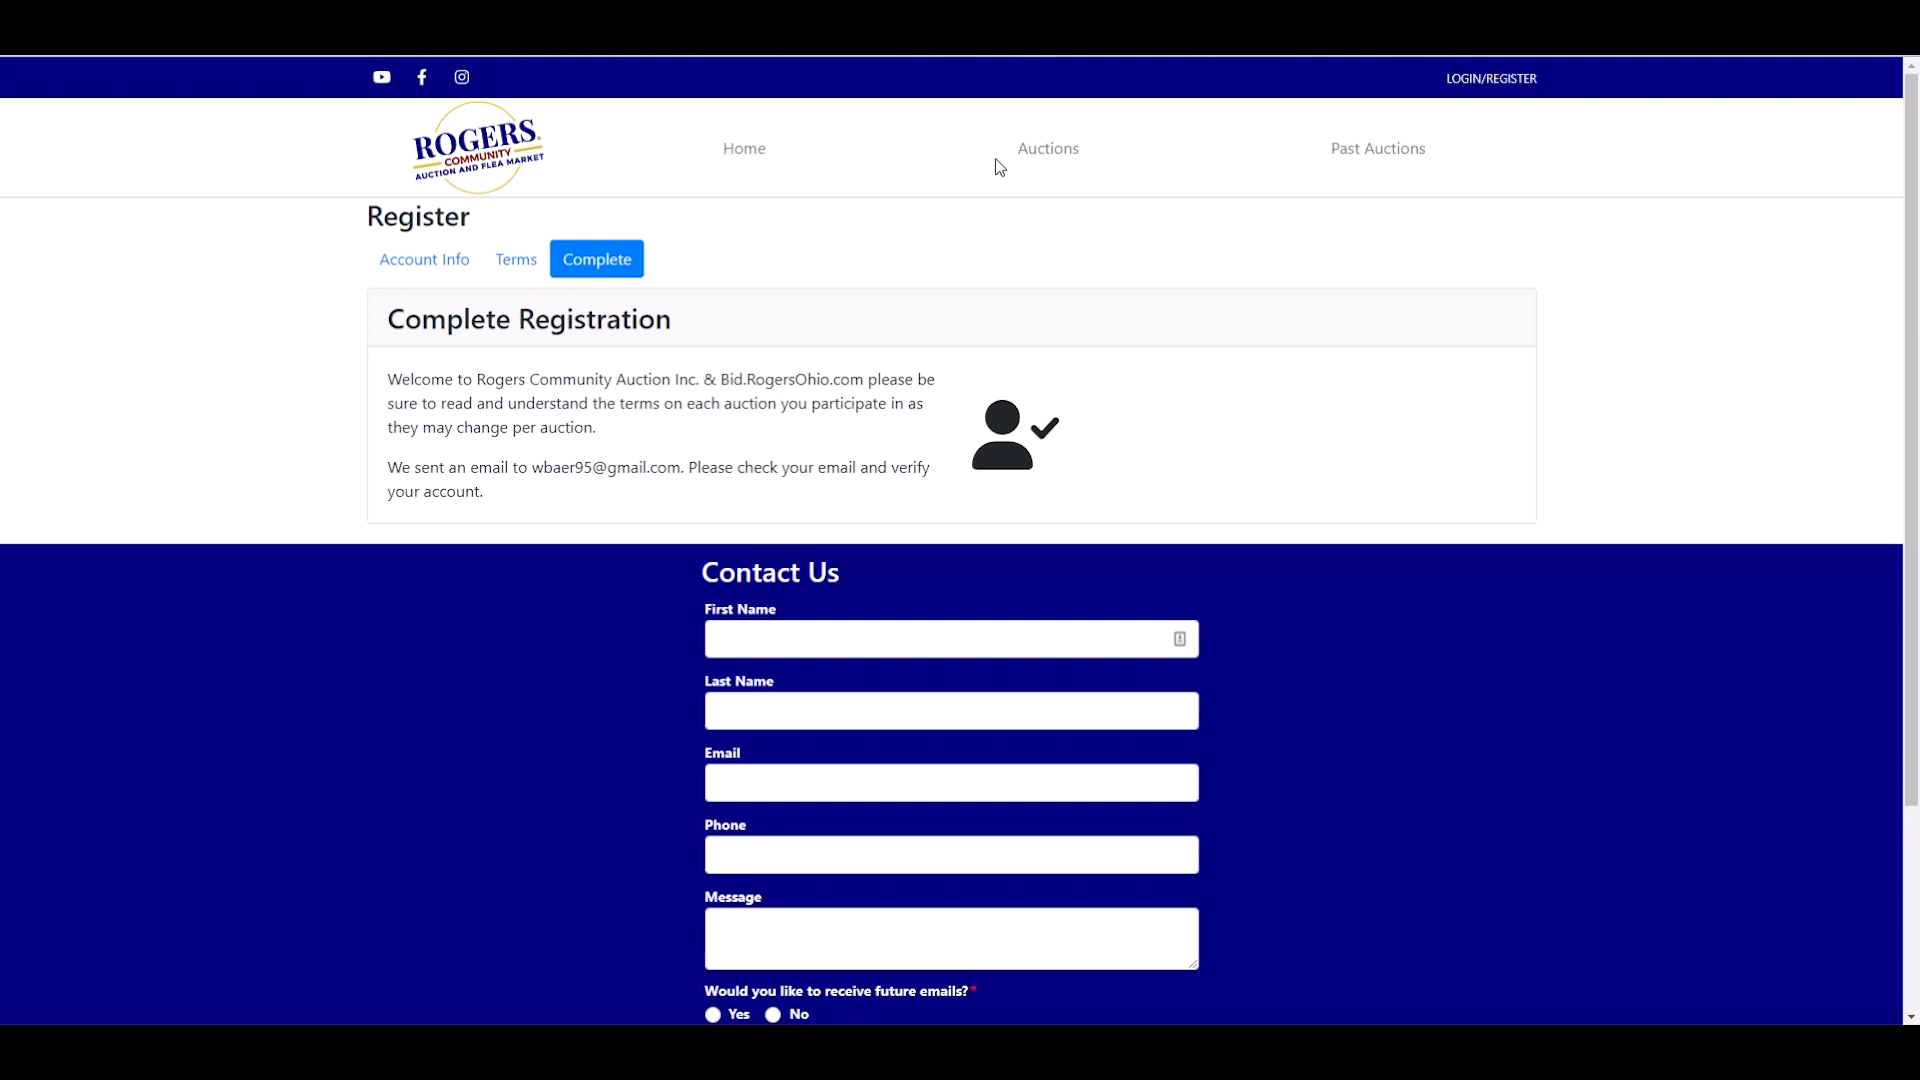 LOGIN/REGISTER
ROGERS
COMMUNITY
AUCTION AND FLEA MARKET
Home
Auctions
Past Auctions
Register
Account Info
Terms
Complete
Complete Registration
Welcome to Rogers Community Auction Inc. & Bid.RogersOhio.com please be
sure to read and understand the terms on each auction you participate in as
they may change per auction.
We sent an email to wbaer95@gmail.com. Please check your email and verify
your account.
Contact Us
First Name
Last Name
Email
Phone
Message
Would you like to receive future emails?*
Yes
No